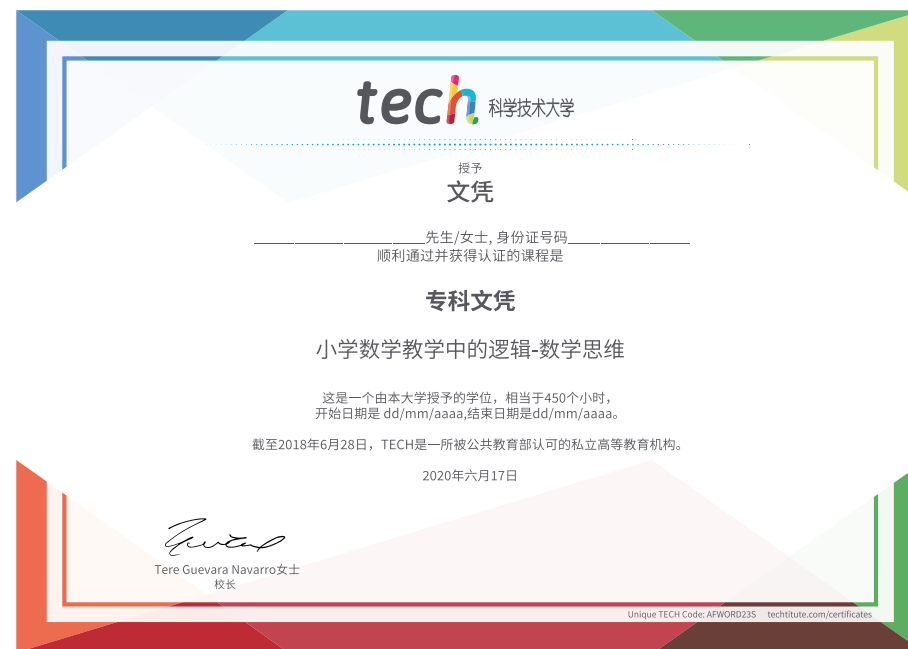 tech 科学技术大学
授予
文凭
先生/女士, 身份证号码
顺利通过并获得认证的课程是
专科文凭
小学数学教学中的逻辑-数学思维
这是一个由本大学授予的学位，相当于450个小时，
开始日期是 dd/mm/aaaa,结束日期是dd/mm/aaaa。
截至2018年6月28日，TECH是一所被公共教育部认可的私立高等教育机构。
2020年六月17日
Tere Guevara Navarro女士
校长
Unique TECH Code: AFWORD23S techtitute.com/certificates